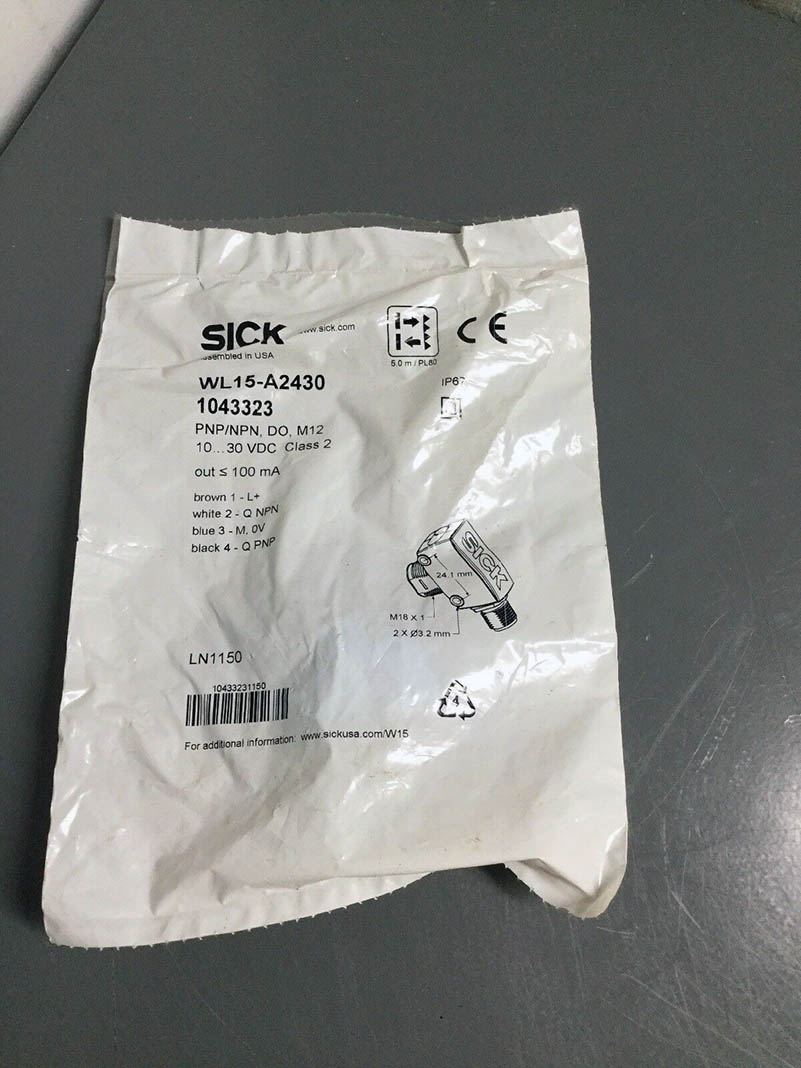 SICK www.sick.com
Assembled in USA
5.0 m / PL80
CE
WL15-A2430
1043323
IP67
PNP/NPN, DO, M12
10...30 VDC Class 2
out ≤ 100 mA
brown 1 - L+
white 2 - Q NPN
blue 3 - M, 0V
black 4 - Q PNP
SICK
24.1 mm
M18 x 1
2 X Ø3.2 mm
LN1150
10433231150
4
For additional information: www.sickusa.com/W15